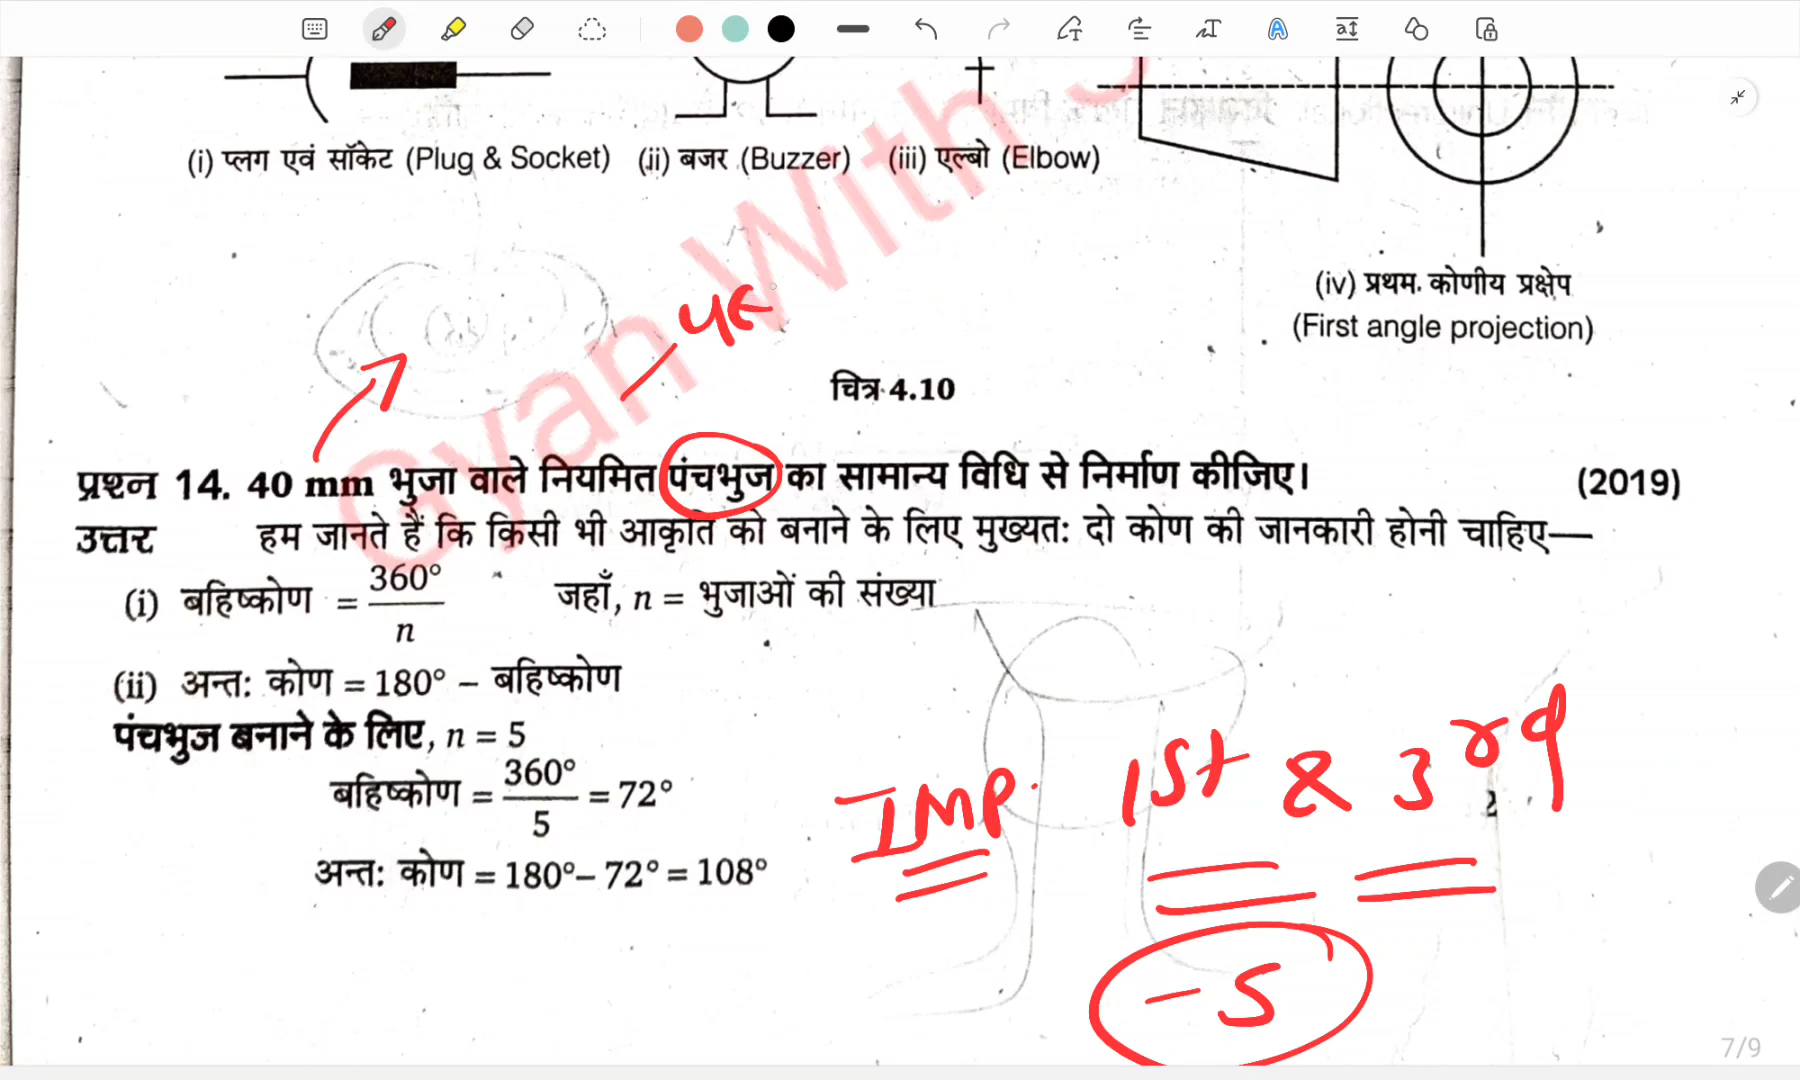 (i) प्लग एवं सॉकेट (Plug & Socket) (ii) बजर (Buzzer) (iii) एल्बो (Elbow)
(iv) प्रथम कोणीय प्रक्षेप
(First angle projection)
Gyan With
चित्र 4.10
प्रश्न 14. 40 mm भुजा वाले नियमित पंचभुज का सामान्य विधि से निर्माण कीजिए। (2019)
उत्तर हम जानते हैं कि किसी भी आकृति को बनाने के लिए मुख्यतः दो कोण की जानकारी होनी चाहिए—
(i) बहिष्कोण = 360°/n जहाँ, n = भुजाओं की संख्या
(ii) अन्तः कोण = 180° – बहिष्कोण
पंचभुज बनाने के लिए, n = 5
बहिष्कोण = 360°/5 = 72°
अन्तः कोण = 180°– 72° = 108°
IMP. 1st & 3rd
– 5
7/9